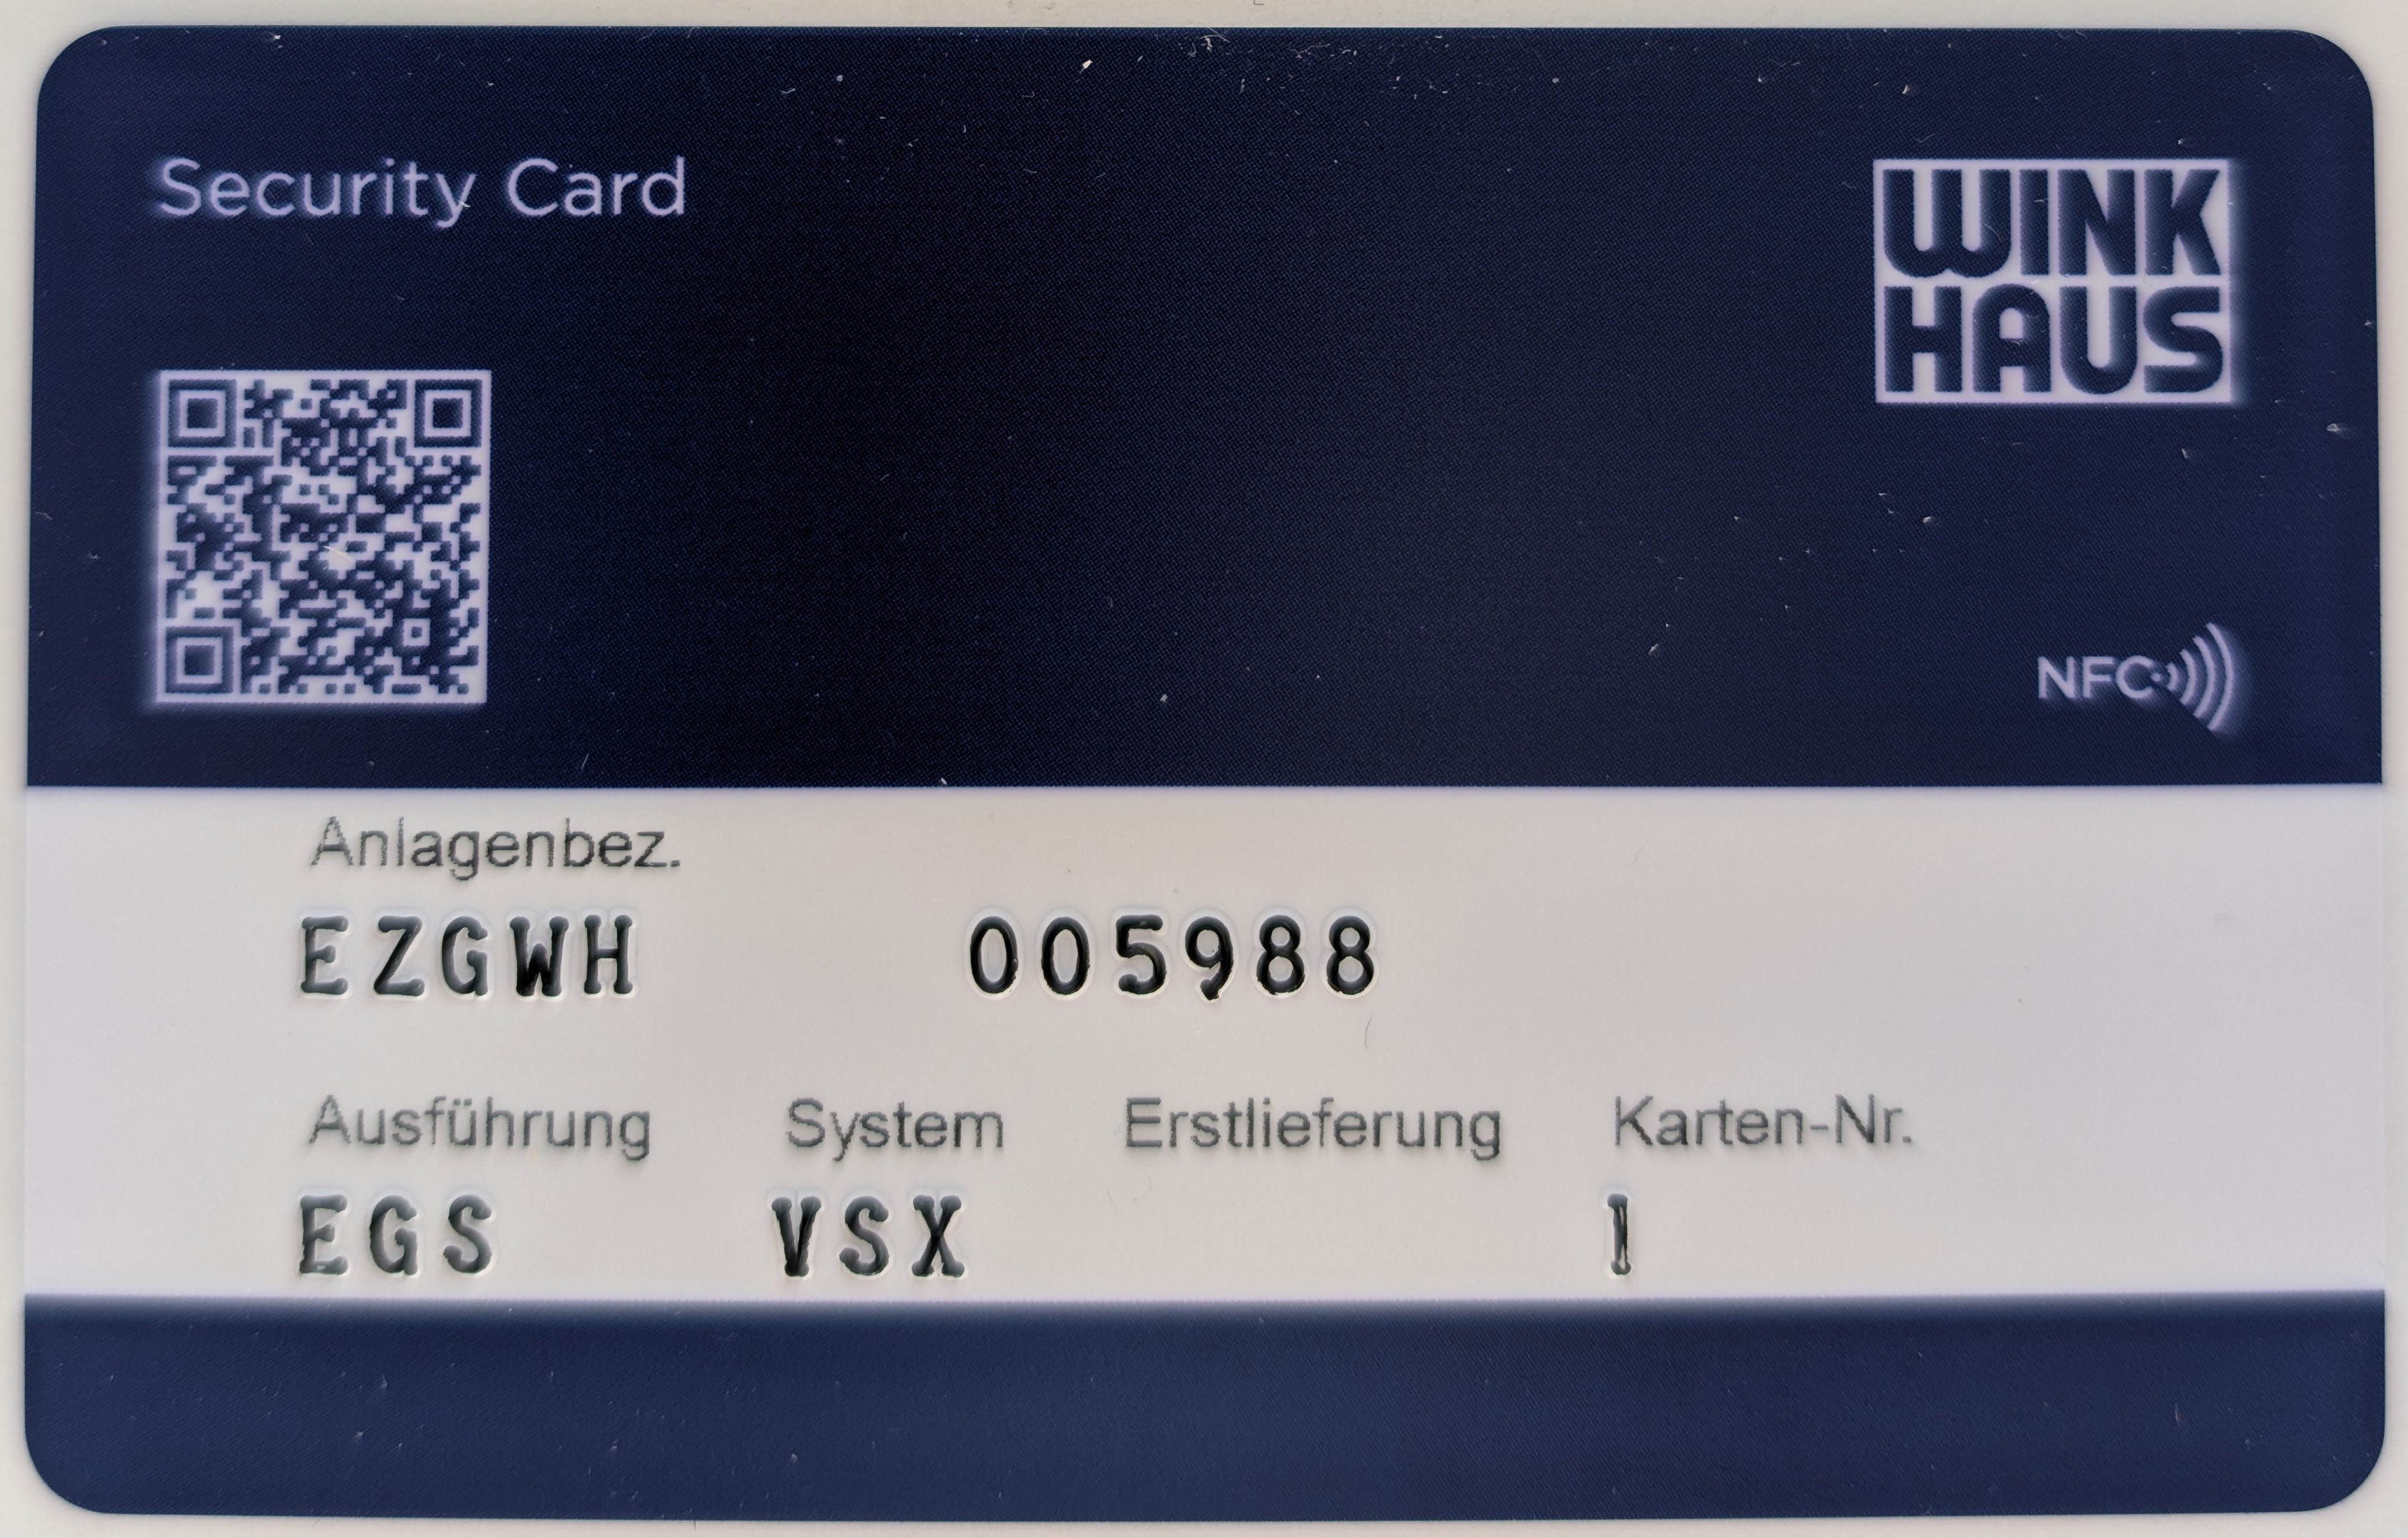 Security Card
WINK
HAUS
NFC
Anlagenbez.
EZGWH 005988
Ausführung System Erstlieferung Karten-Nr.
EGS VSX 1